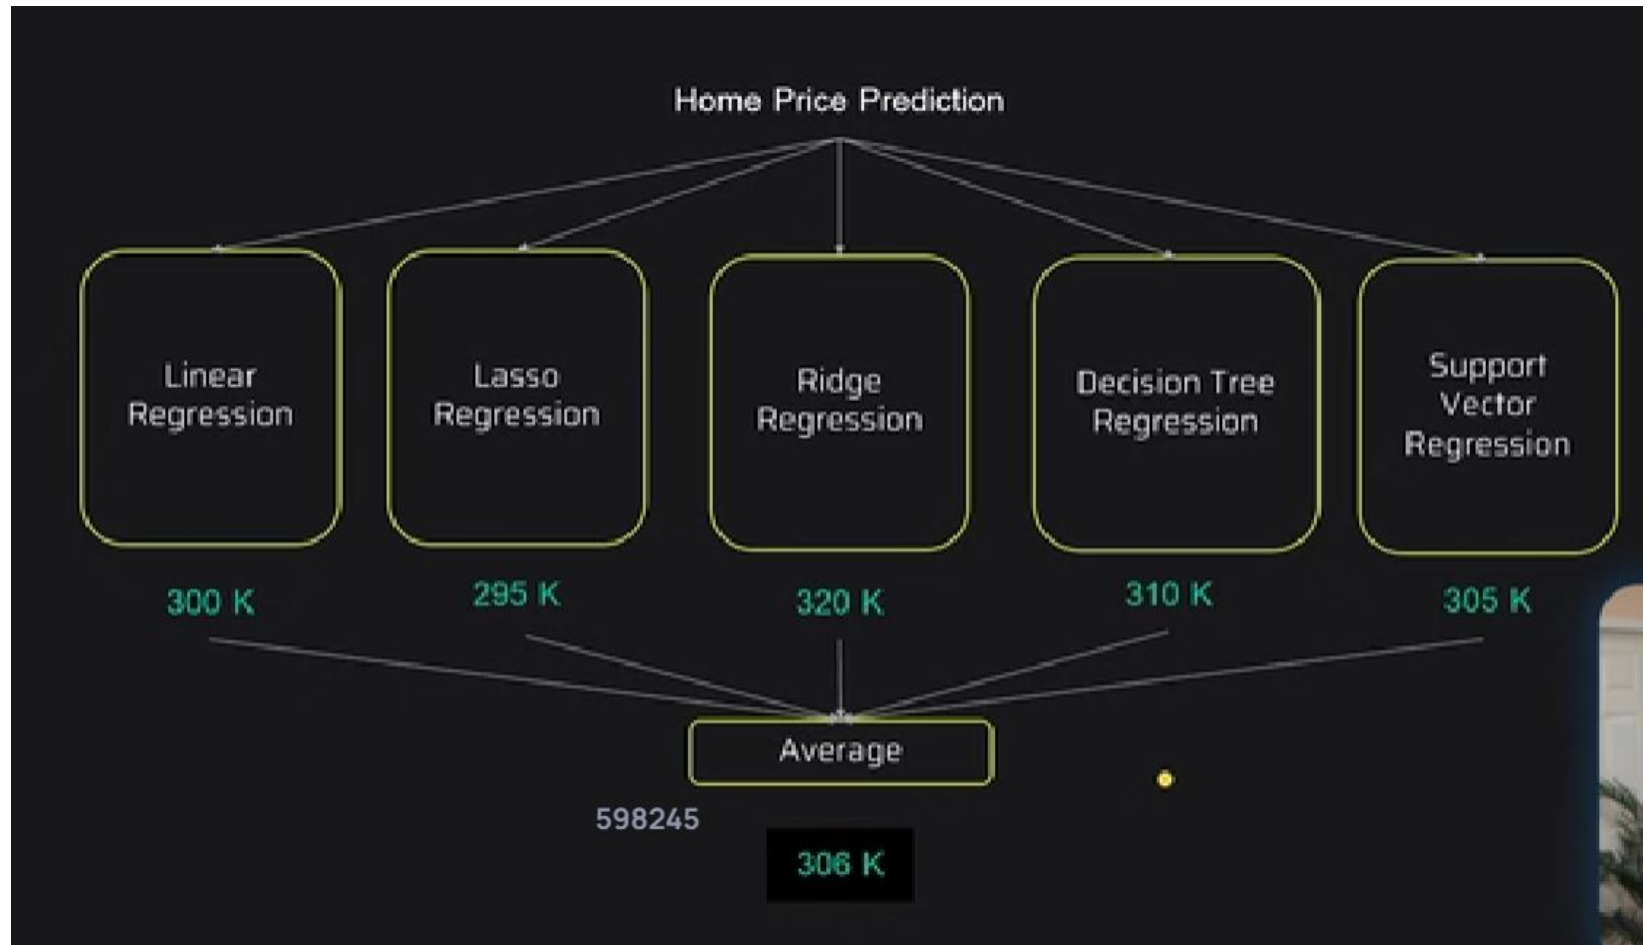 Home Price Prediction
Linear
Regression
Lasso
Regression
Ridge
Regression
Decision Tree
Regression
Support
Vector
Regression
300 K
295 K
320 K
310 K
305 K
Average
598245
306 K